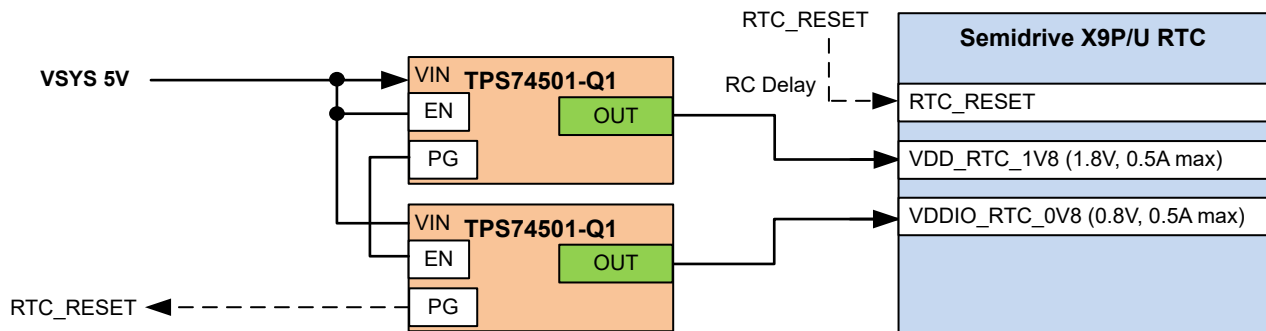 RTC_RESET
Semidrive X9P/U RTC
VSYS 5V
VIN
TPS74501-Q1
RC Delay
EN
OUT
RTC_RESET
PG
VDD_RTC_1V8 (1.8V, 0.5A max)
VIN
TPS74501-Q1
VDDIO_RTC_0V8 (0.8V, 0.5A max)
EN
OUT
RTC_RESET
PG